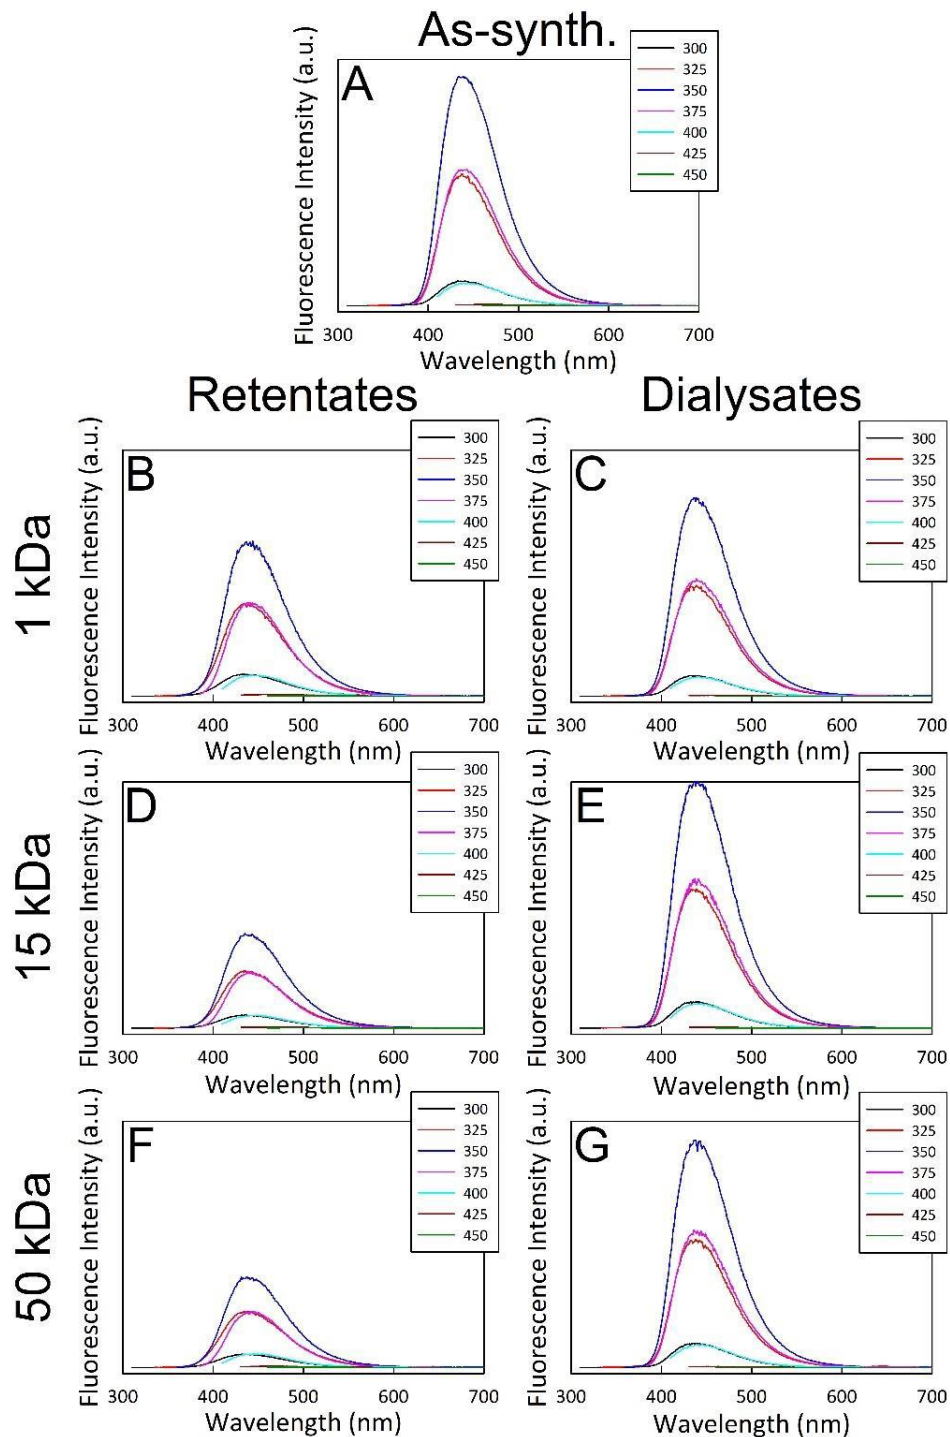 As-synth.
A
Fluorescence Intensity (a.u.)
300
325
350
375
400
425
450
300 400 500 600 700
Wavelength (nm)
Retentates Dialysates
1 kDa
B
Fluorescence Intensity (a.u.)
300
325
350
375
400
425
450
300 400 500 600 700
Wavelength (nm)
C
Fluorescence Intensity (a.u.)
300
325
350
375
400
425
450
300 400 500 600 700
Wavelength (nm)
15 kDa
D
Fluorescence Intensity (a.u.)
300
325
350
375
400
425
450
300 400 500 600 700
Wavelength (nm)
E
Fluorescence Intensity (a.u.)
300
325
350
375
400
425
450
300 400 500 600 700
Wavelength (nm)
50 kDa
F
Fluorescence Intensity (a.u.)
300
325
350
375
400
425
450
300 400 500 600 700
Wavelength (nm)
G
Fluorescence Intensity (a.u.)
300
325
350
375
400
425
450
300 400 500 600 700
Wavelength (nm)